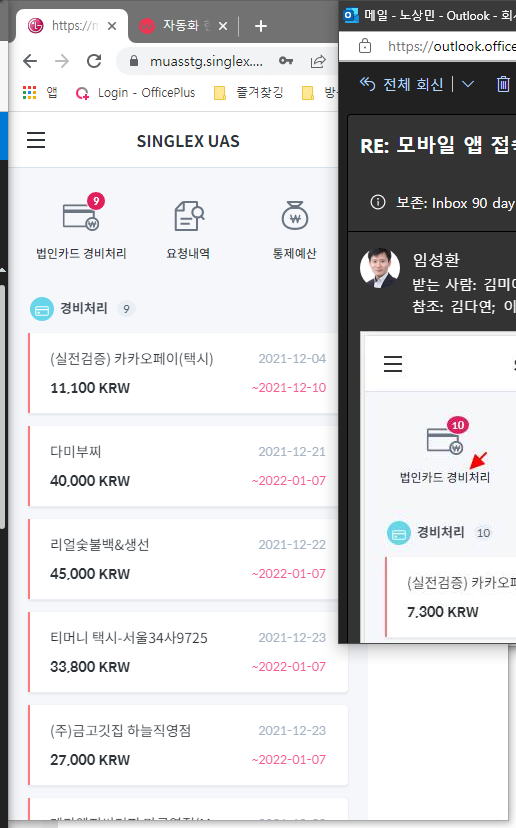 https://m
자동화
muasstg.singlex....
앱
Login - OfficePlus
즐겨찾깅
SINGLEX UAS
9
법인카드 경비처리
요청내역
통제예산
경비처리 9
(실전검증) 카카오페이(택시) 2021-12-04
11,100 KRW ~2021-12-10
다미부찌 2021-12-21
40,000 KRW ~2022-01-07
리얼숯불백&생선 2021-12-22
45,000 KRW ~2022-01-07
티머니 택시-서울34사9725 2021-12-23
33,800 KRW ~2022-01-07
(주)금고깃집 하늘직영점 2021-12-23
27,000 KRW ~2022-01-07
메일 - 노상민 - Outlook - 회사
https://outlook.office
전체 회신
RE: 모바일 앱 접속
보존: Inbox 90 day
임성환
받는 사람: 김미
참조: 김다연; 이
10
법인카드 경비처리
경비처리 10
(실전검증) 카카오
7,300 KRW